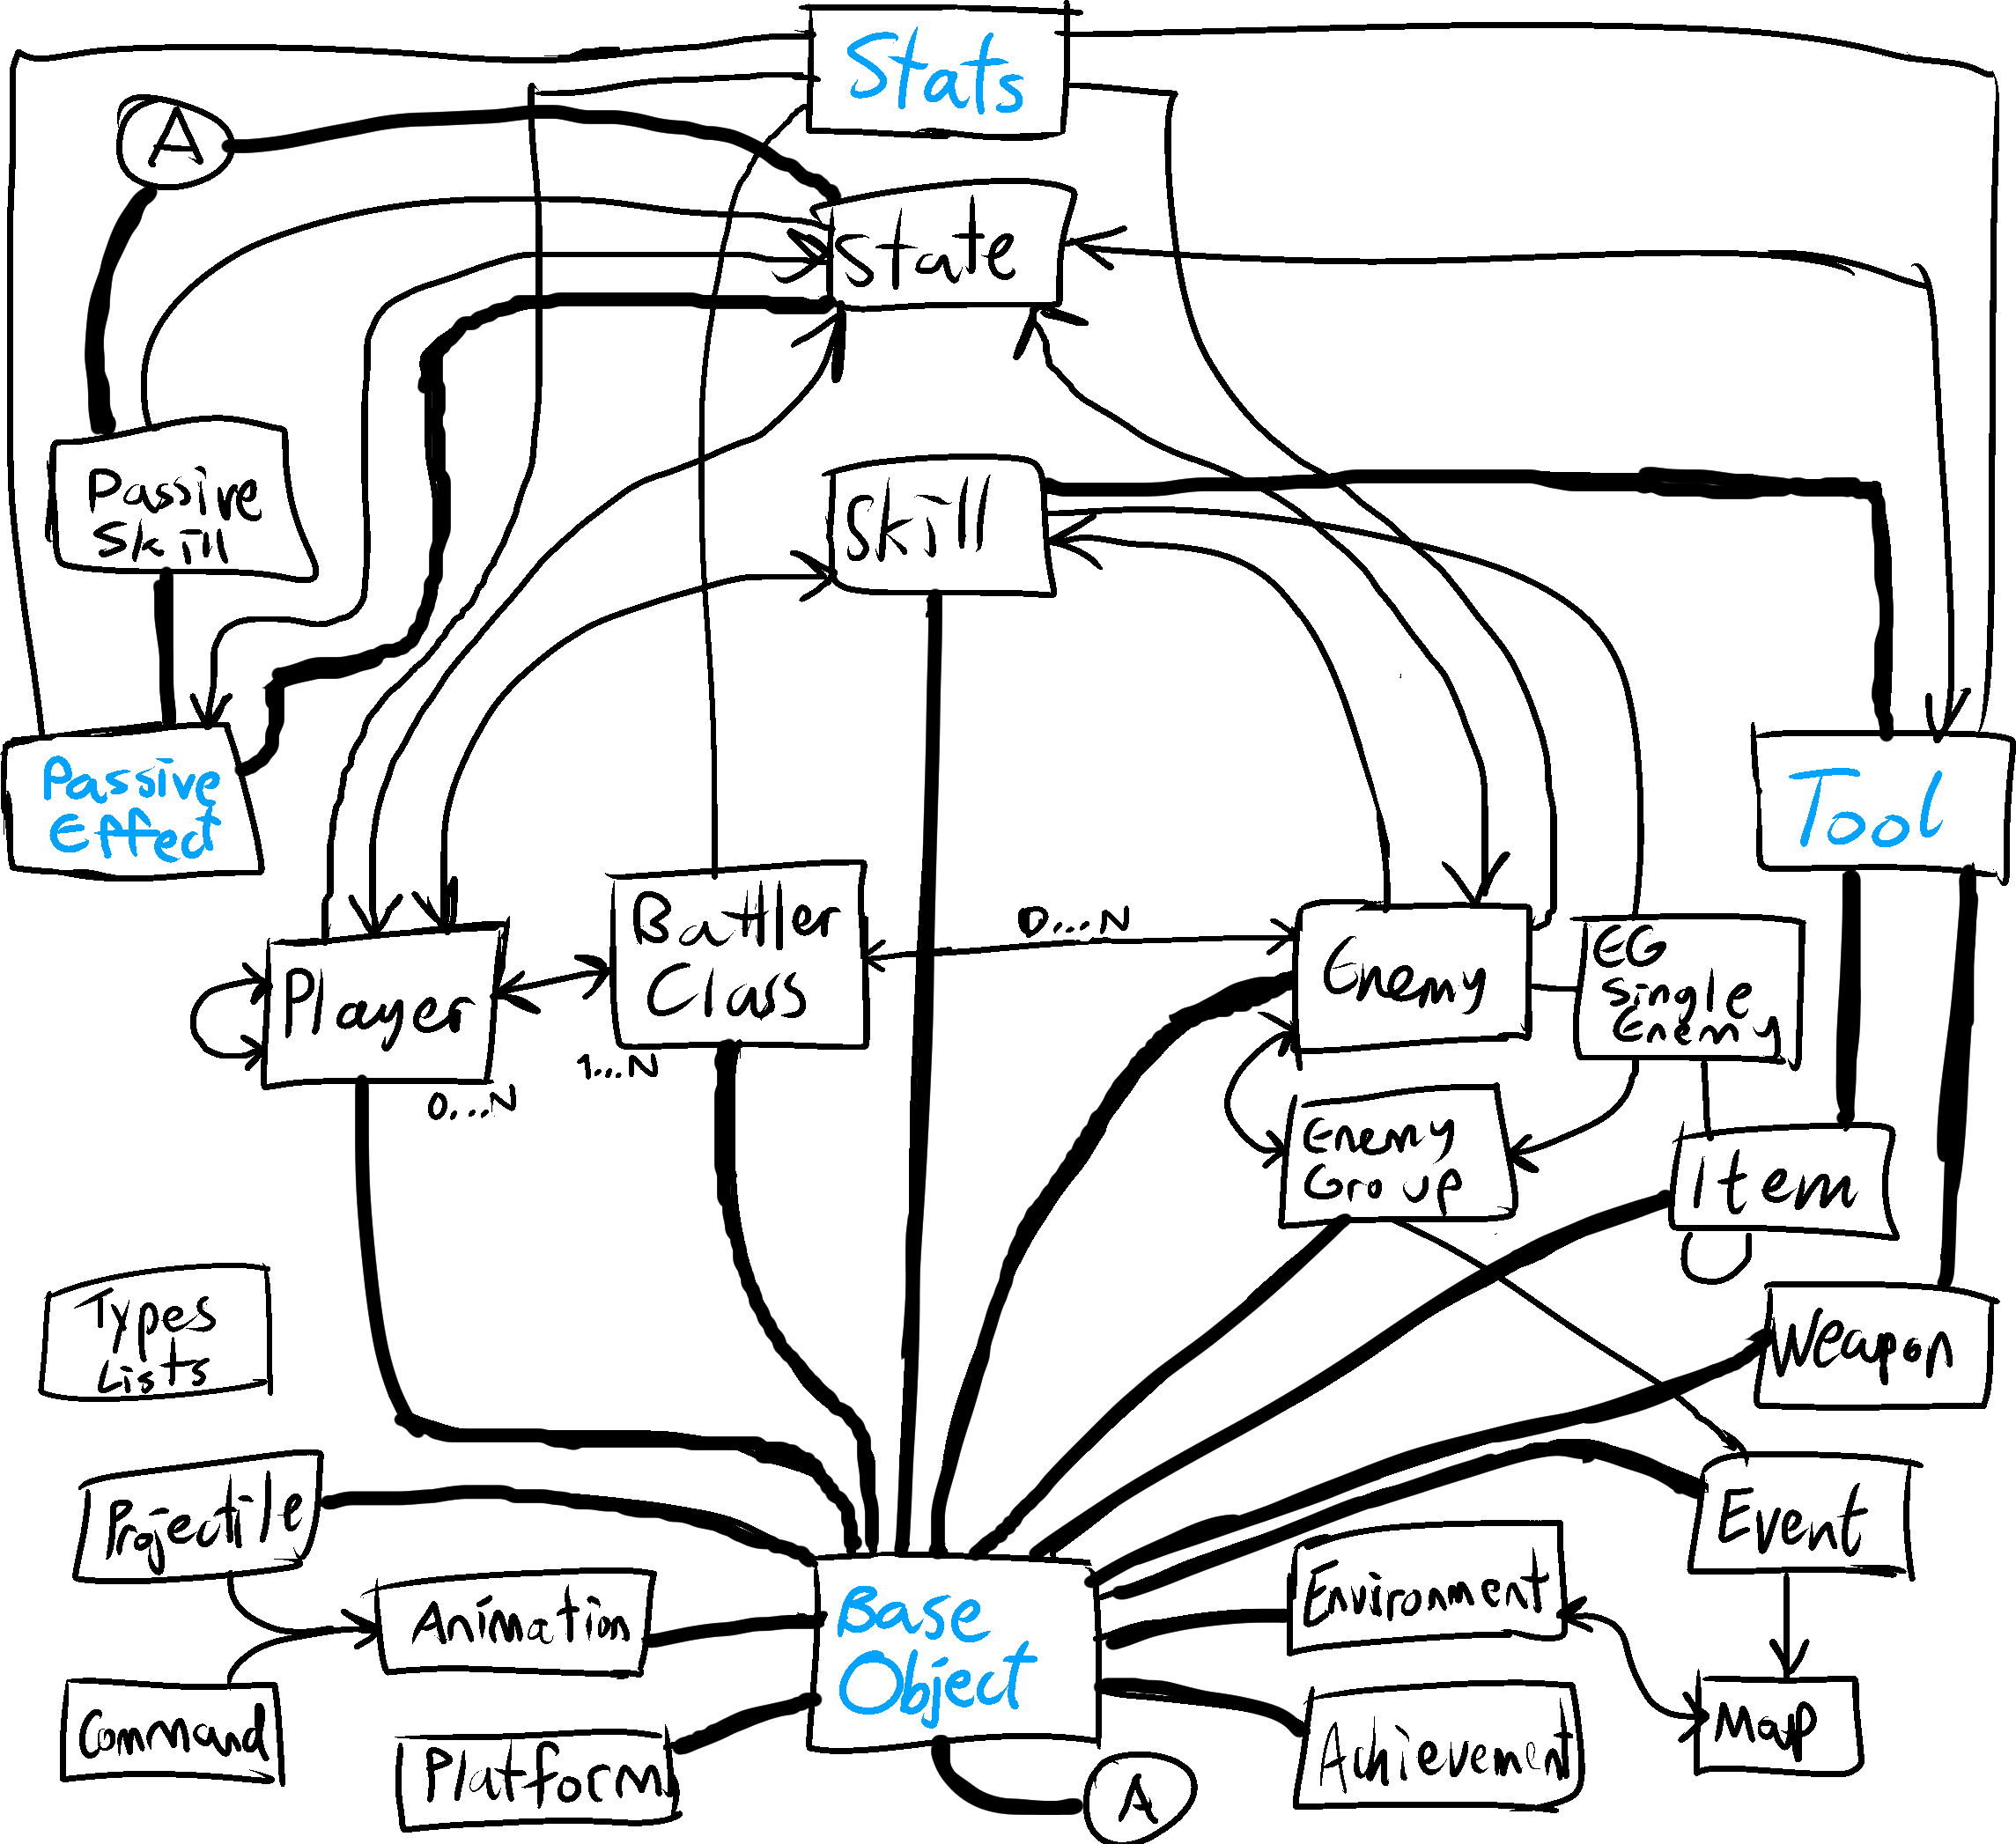 Stats
A
State
Passive
Skill
Skill
Passive
Effect
Tool
Battler
Class
0...N
Player
Enemy
EG
Single
Enemy
1...N
0...N
Enemy
Group
Item
Types
Lists
Weapon
Projectile
Event
Animation
Base
Object
Environment
Command
Platform
Achievement
Map
A